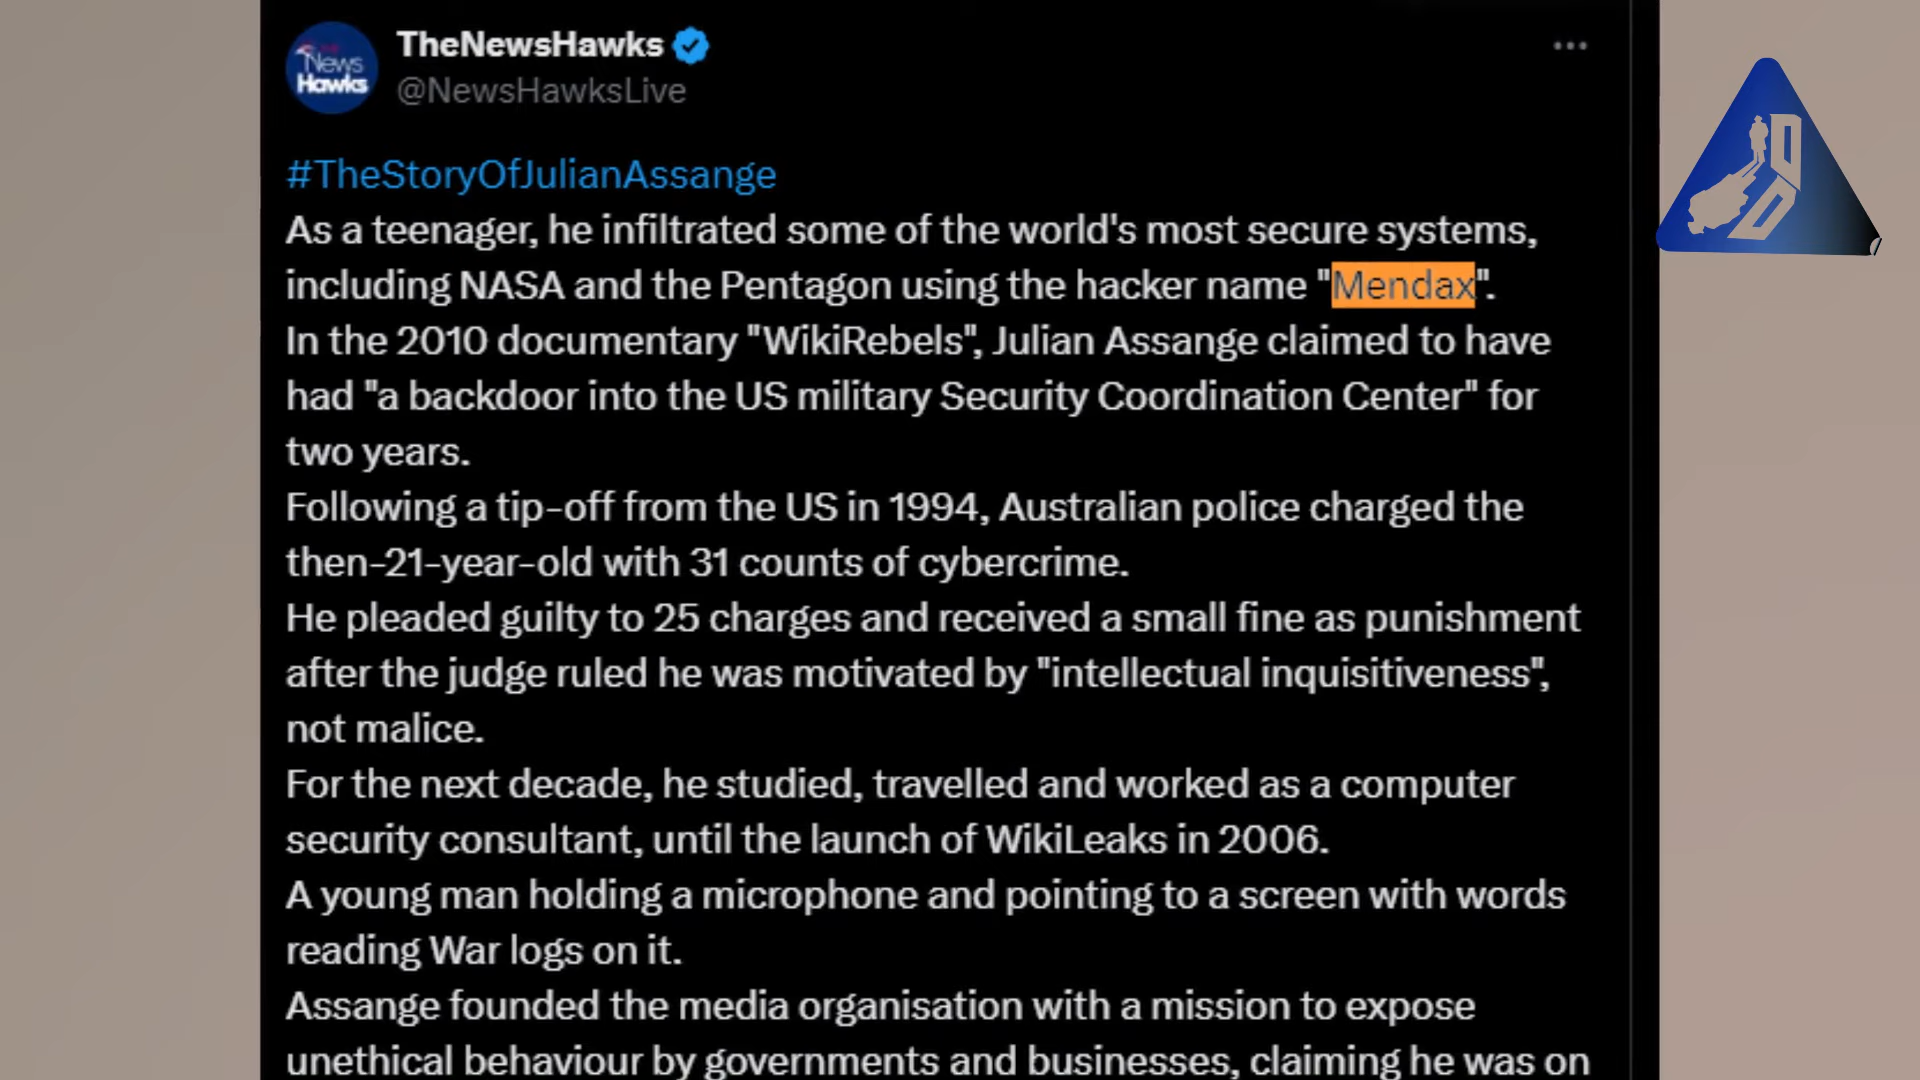 TheNewsHawks
@NewsHawksLive
News
Hawks
#TheStoryOfJulianAssange
As a teenager, he infiltrated some of the world's most secure systems,
including NASA and the Pentagon using the hacker name "Mendax".
In the 2010 documentary "WikiRebels", Julian Assange claimed to have
had "a backdoor into the US military Security Coordination Center" for
two years.
Following a tip-off from the US in 1994, Australian police charged the
then-21-year-old with 31 counts of cybercrime.
He pleaded guilty to 25 charges and received a small fine as punishment
after the judge ruled he was motivated by "intellectual inquisitiveness",
not malice.
For the next decade, he studied, travelled and worked as a computer
security consultant, until the launch of WikiLeaks in 2006.
A young man holding a microphone and pointing to a screen with words
reading War logs on it.
Assange founded the media organisation with a mission to expose
unethical behaviour by governments and businesses, claiming he was on